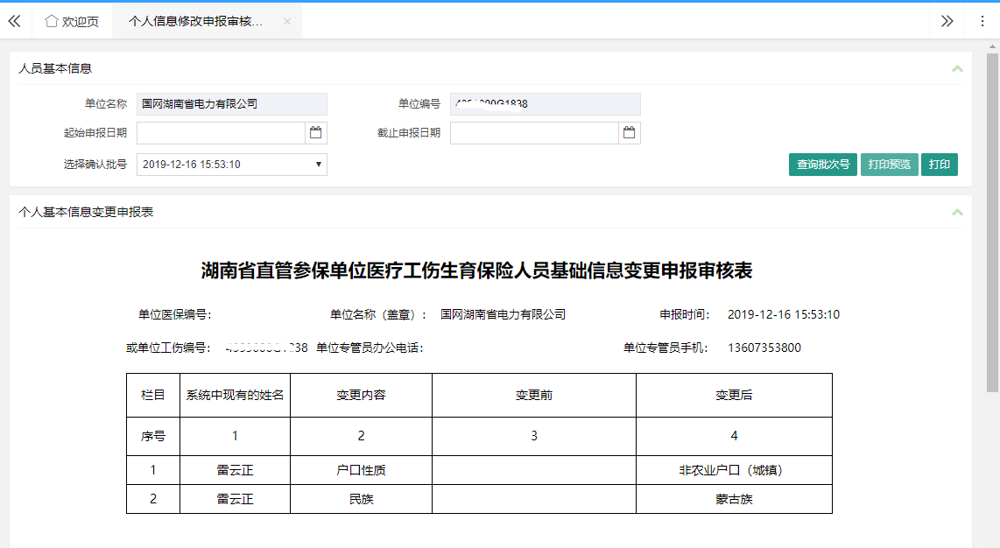 欢迎页 个人信息修改申报审核...
人员基本信息
单位名称 国网湖南省电力有限公司 单位编号
起始申报日期 截止申报日期
选择确认批号 2019-12-16 15:53:10 查询批次号 打印预览 打印
个人基本信息变更申报表
湖南省直管参保单位医疗工伤生育保险人员基础信息变更申报审核表
单位医保编号： 单位名称（盖章）： 国网湖南省电力有限公司 申报时间： 2019-12-16 15:53:10
或单位工伤编号： 单位专管员办公电话： 单位专管员手机： 13607353800
栏目 系统中现有的姓名 变更内容 变更前 变更后
序号 1 2 3 4
1 雷云正 户口性质 非农业户口（城镇）
2 雷云正 民族 蒙古族